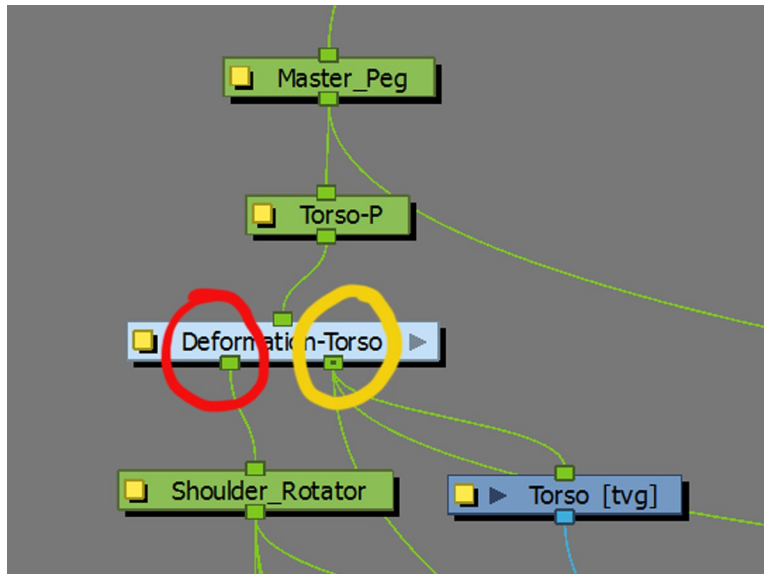 Master_Peg
Torso-P
Deformation-Torso
Shoulder_Rotator
Torso [tvg]